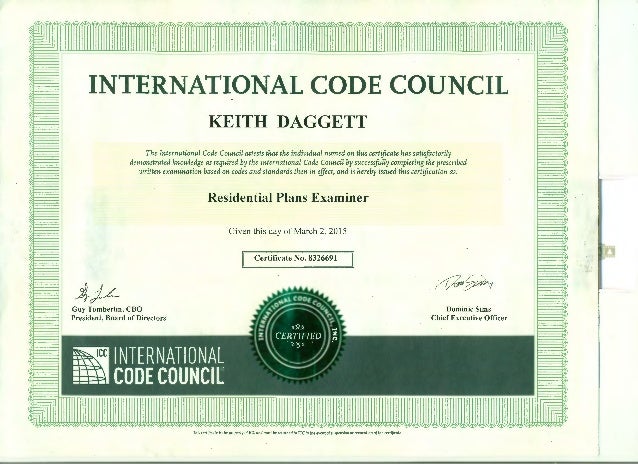 INTERNATIONAL CODE COUNCIL
KEITH DAGGETT
The International Code Council attests that the individual named on this certificate has satisfactorily
demonstrated knowledge as required by the International Code Council by successfully completing the prescribed
written examination based on codes and standards then in effect, and is hereby issued this certification as:
Residential Plans Examiner
Given this day of March 2, 2015
Certificate No. 8326691
Guy Tomberlin, CBO
President, Board of Directors
Dominic Sims
Chief Executive Officer
INTERNATIONAL CODE COUNCIL, INC.
CERTIFIED
ICC INTERNATIONAL
CODE COUNCIL